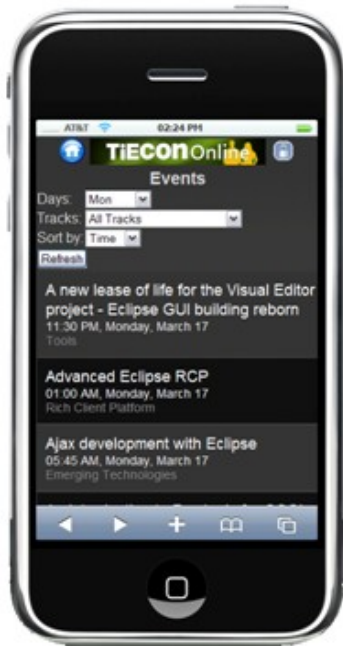 AT&T 02:24 PM
TiECON Online
Events
Days: Mon
Tracks: All Tracks
Sort by: Time
Refresh
A new lease of life for the Visual Editor
project - Eclipse GUI building reborn
11:30 PM, Monday, March 17
Tools
Advanced Eclipse RCP
01:00 AM, Monday, March 17
Rich Client Platform
Ajax development with Eclipse
05:45 AM, Monday, March 17
Emerging Technologies